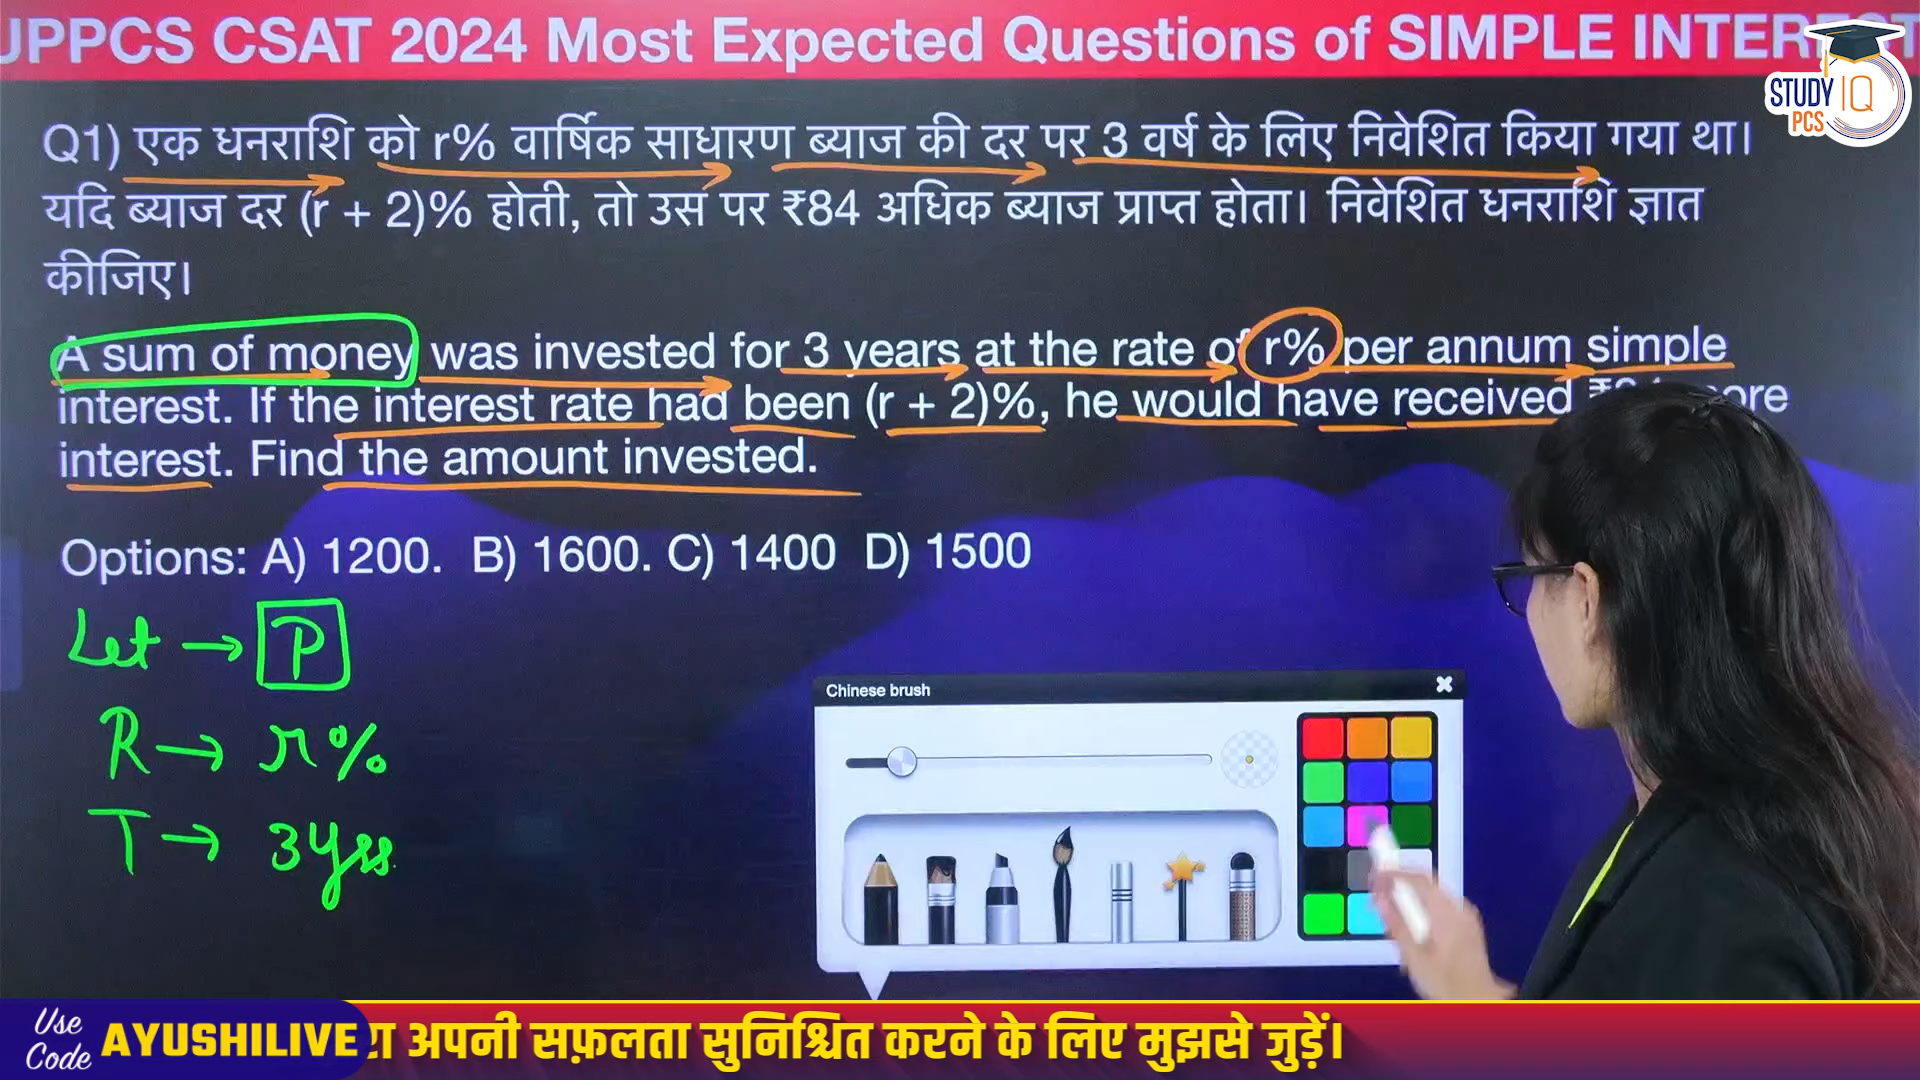 UPPCS CSAT 2024 Most Expected Questions of SIMPLE INTEREST
STUDY IQ
PCS
Q1) एक धनराशि को r% वार्षिक साधारण ब्याज की दर पर 3 वर्ष के लिए निवेशित किया गया था।
यदि ब्याज दर (r + 2)% होती, तो उस पर ₹84 अधिक ब्याज प्राप्त होता। निवेशित धनराशि ज्ञात
कीजिए।
A sum of money was invested for 3 years at the rate of r% per annum simple
interest. If the interest rate had been (r + 2)%, he would have received
interest. Find the amount invested.
Options: A) 1200. B) 1600. C) 1400 D) 1500
Let → P
R → r%
T → 3yrs.
Chinese brush
Use
Code
AYUSHILIVE
अपनी सफ़लता सुनिश्चित करने के लिए मुझसे जुड़ें।